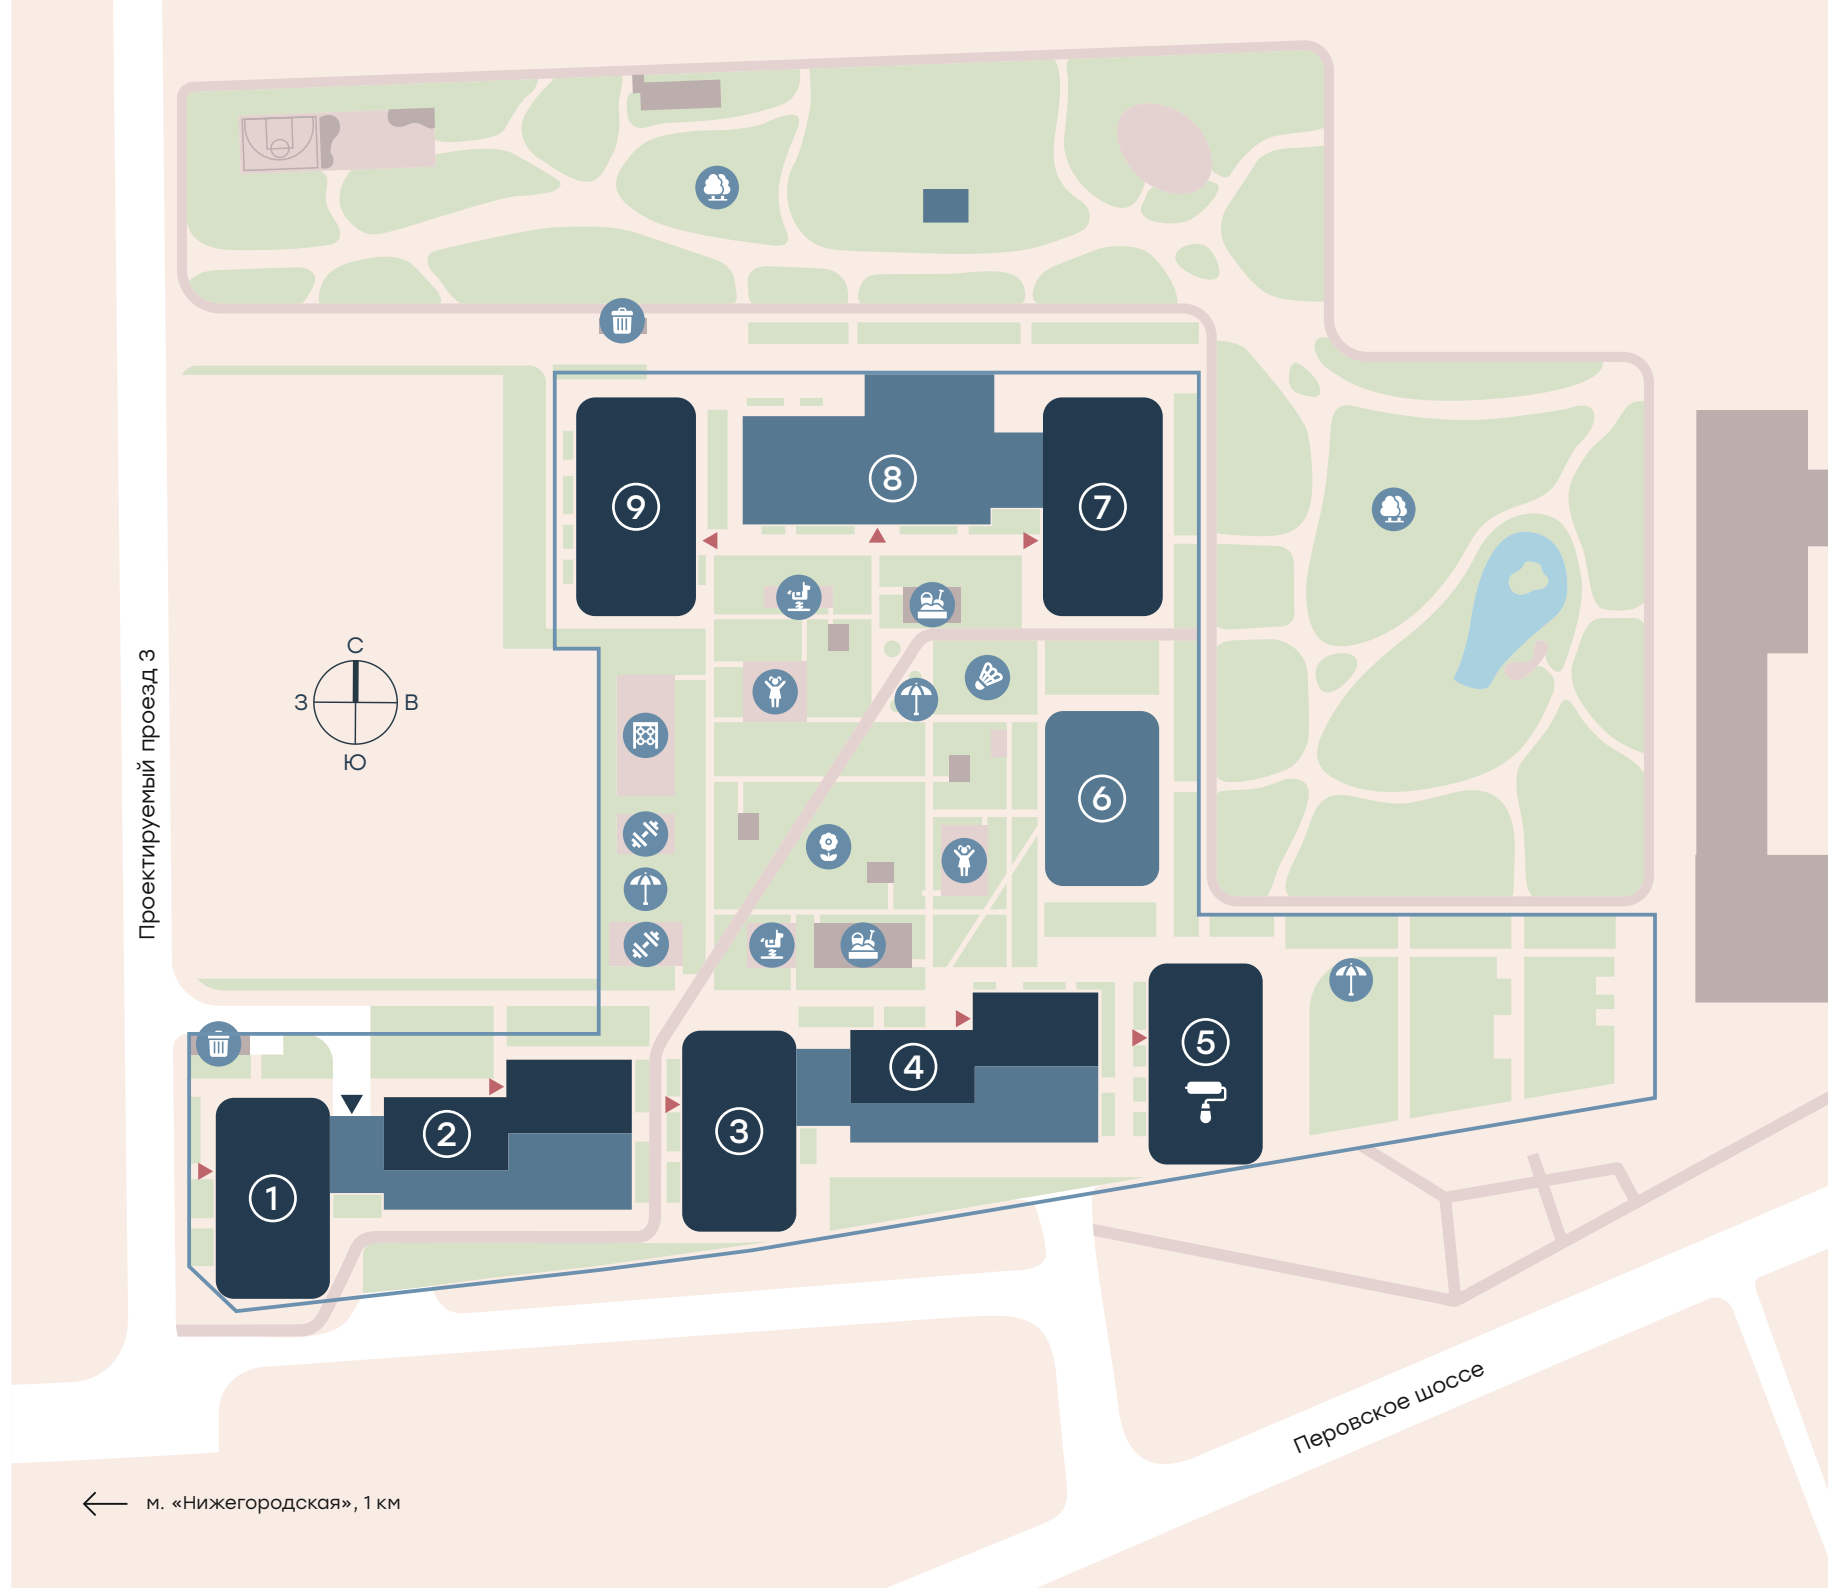 9
8
7
С
З
В
Ю
Проектируемый проезд 3
6
5
4
3
2
1
Перовское шоссе
м. «Нижегородская», 1 км